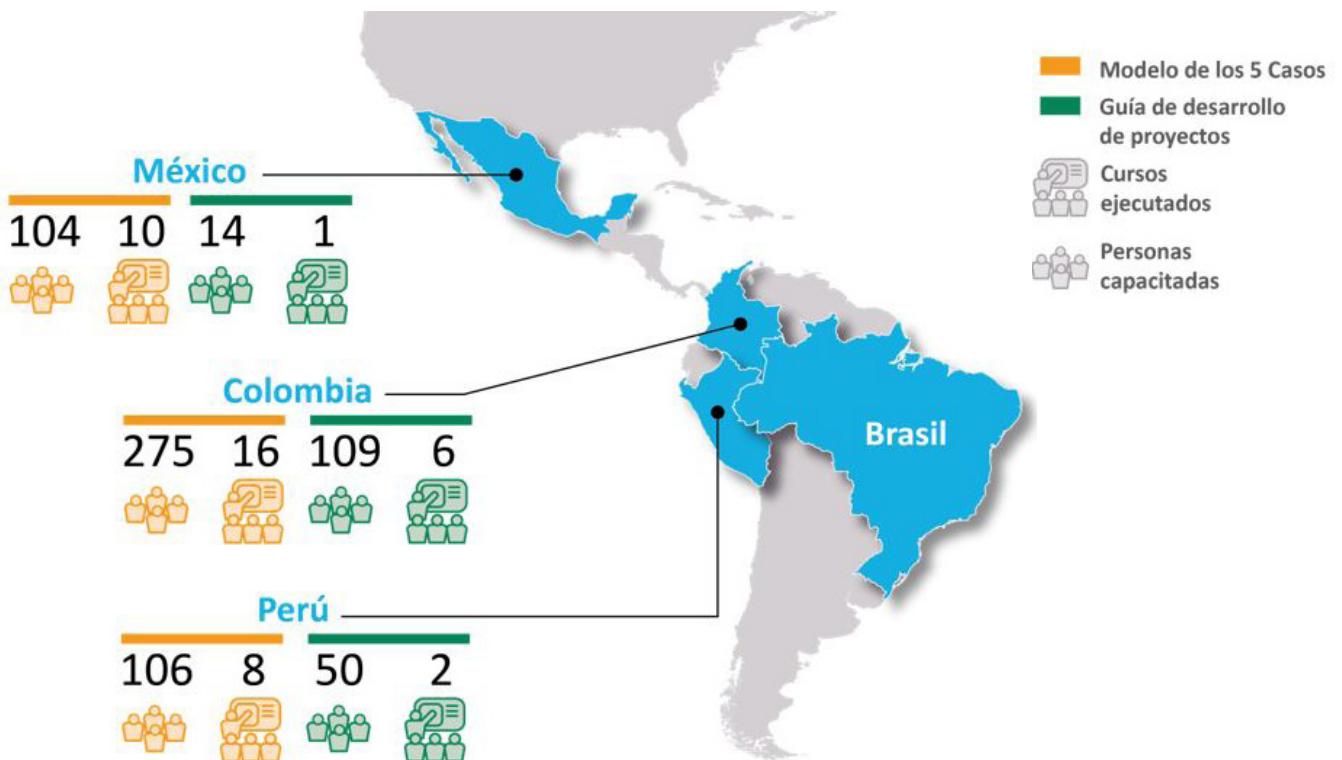 Modelo de los 5 Casos
Guía de desarrollo
de proyectos
Cursos
ejecutados
Personas
capacitadas
México
104 10 14 1
Colombia
275 16 109 6
Brasil
Perú
106 8 50 2